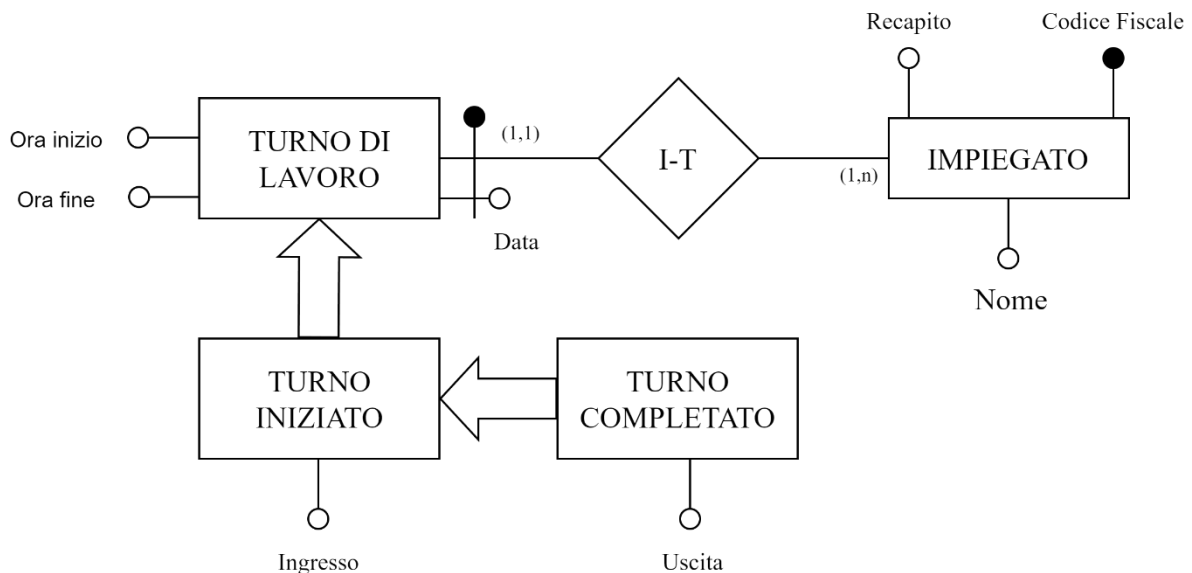 Recapito
Codice Fiscale
Ora inizio
Ora fine
TURNO DI
LAVORO
(1,1)
I-T
(1,n)
IMPIEGATO
Data
Nome
TURNO
INIZIATO
TURNO
COMPLETATO
Ingresso
Uscita